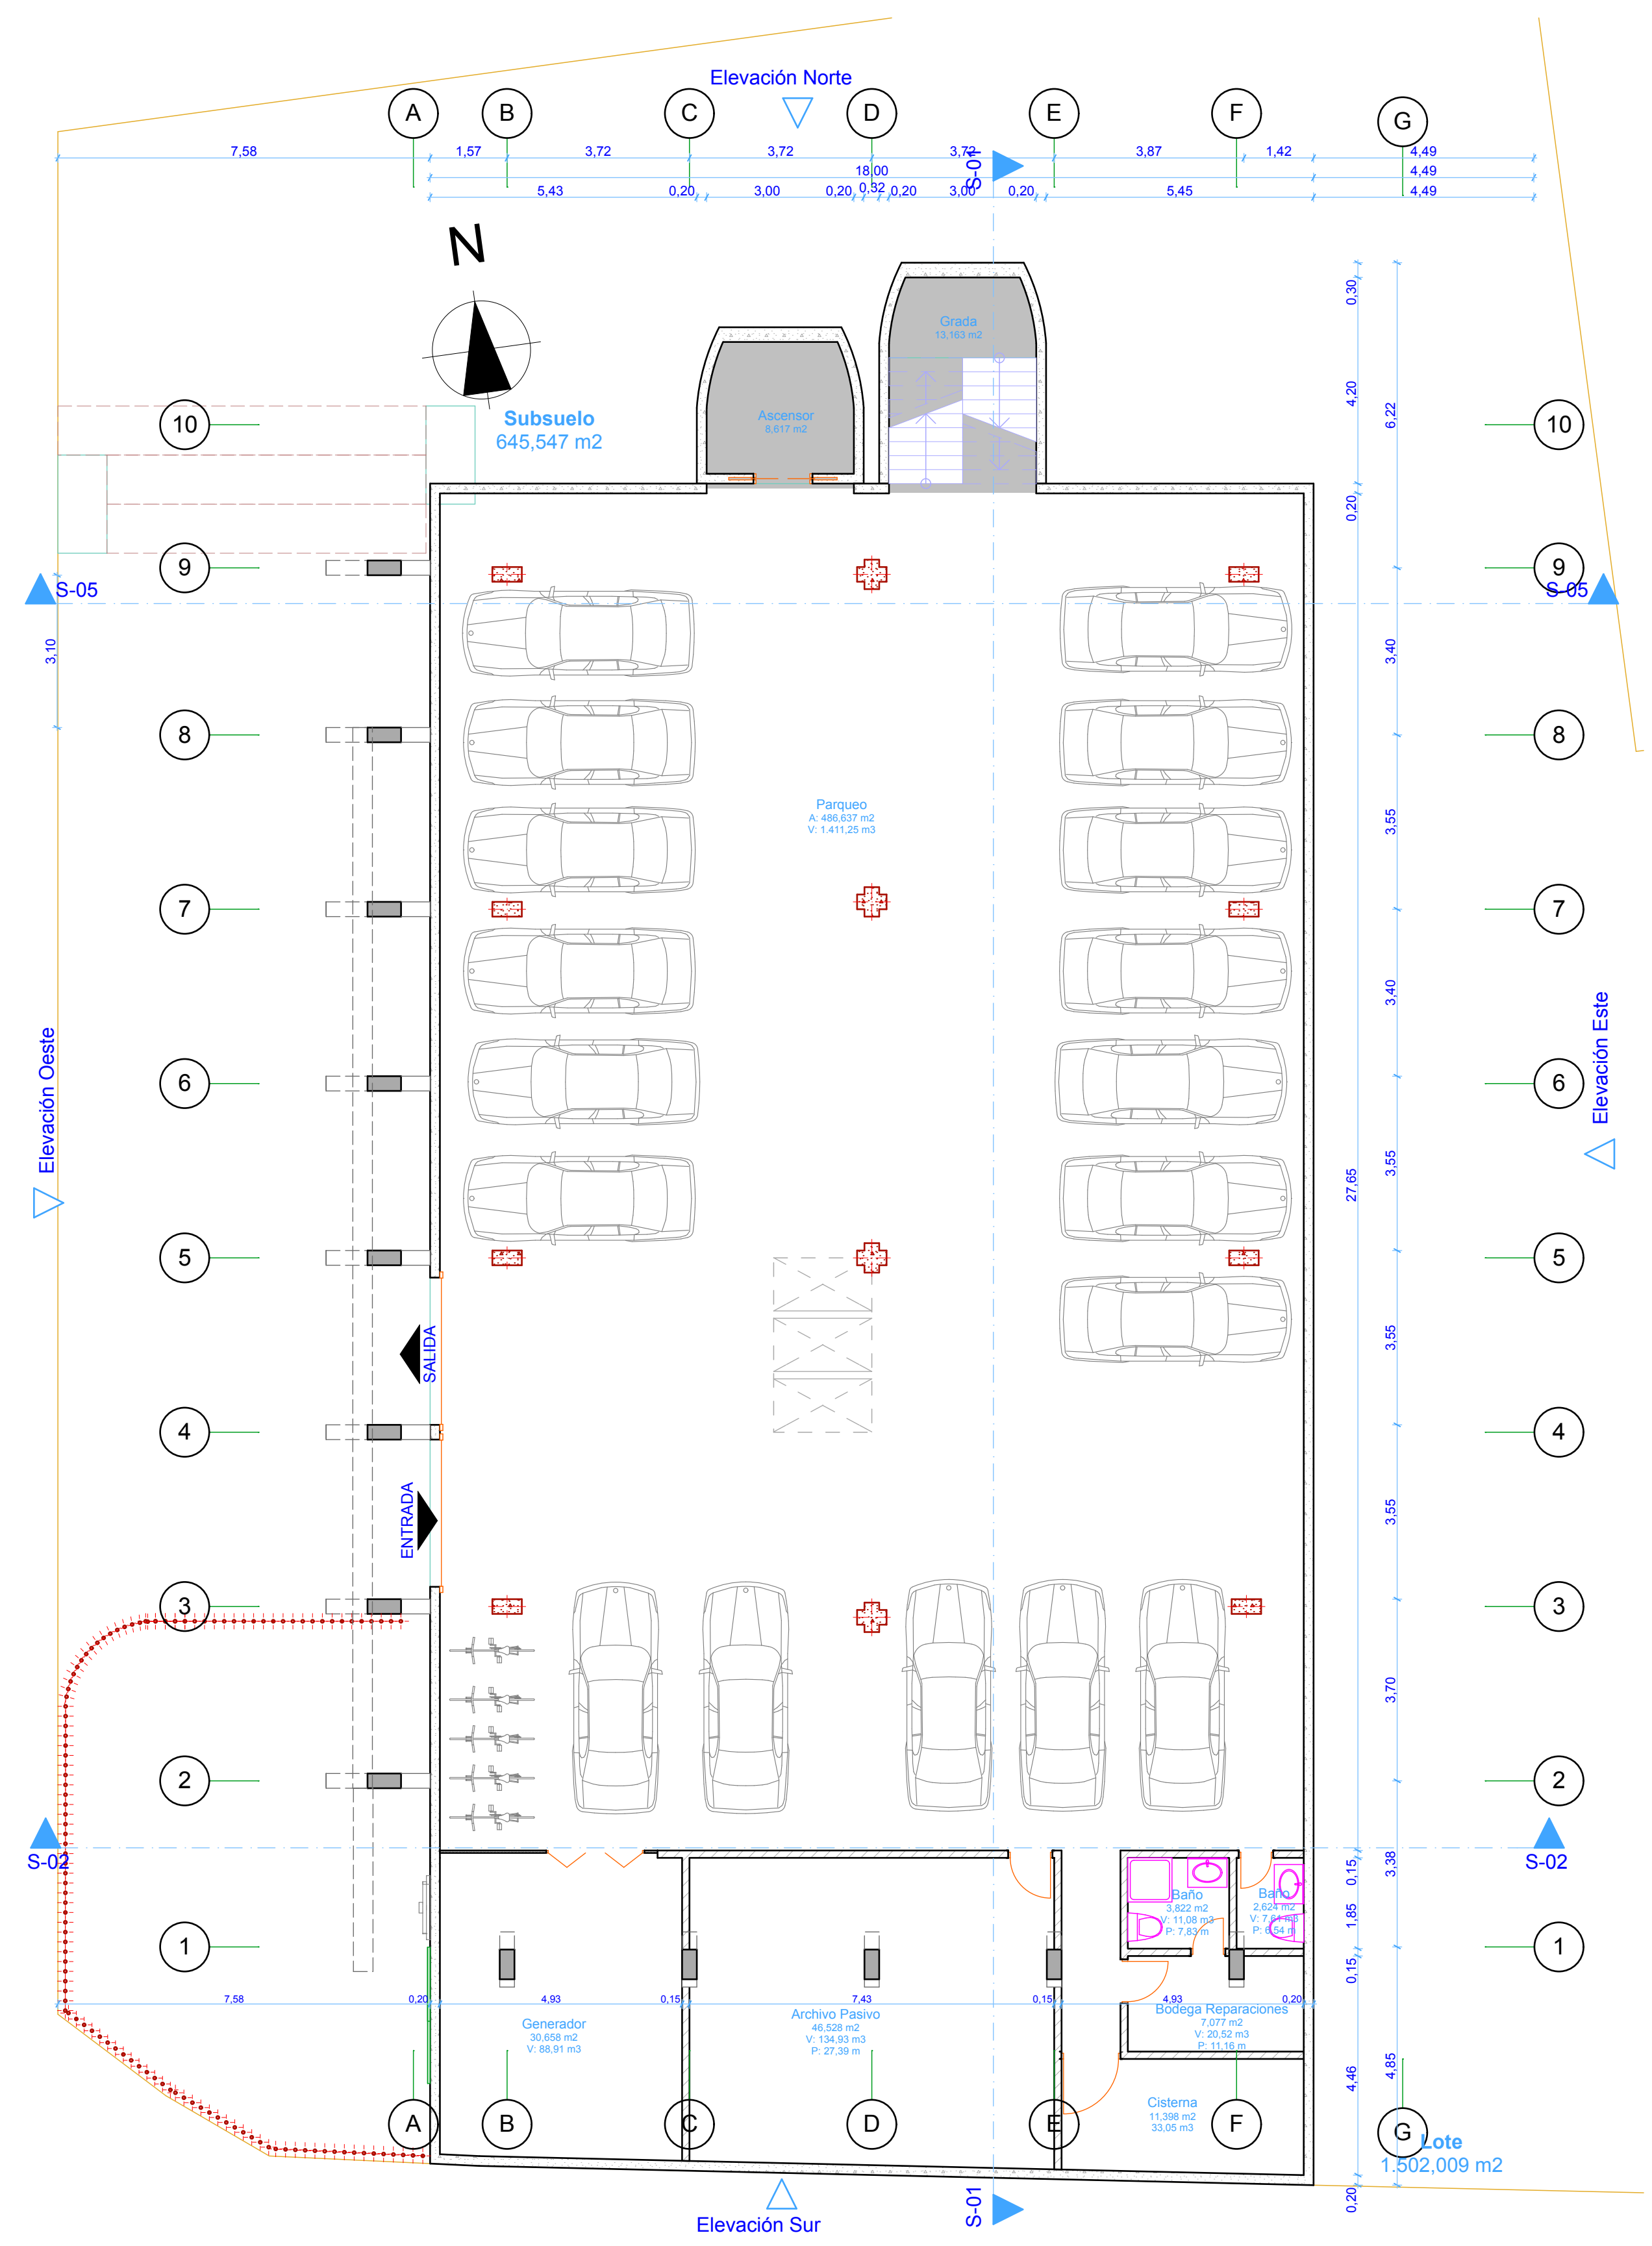 Elevación Norte
A
B
C
D
E
F
G
7,58
1,57
3,72
3,72
3,72
3,87
1,42
4,49
S-01
18,00
4,49
5,43
0,20
3,00
0,20
0,32
0,20
3,00
0,20
5,45
4,49
N
0,30
Grada
13,163 m2
4,20
6,22
Ascensor
8,617 m2
Subsuelo
645,547 m2
10
10
0,20
9
9
S-05
S-05
3,10
3,40
8
8
Parqueo
A: 486,637 m2
V: 1.411,25 m3
3,55
7
7
3,40
Elevación Oeste
Elevación Este
6
6
3,55
27,65
5
5
SALIDA
3,55
4
4
ENTRADA
3,55
3
3
3,70
2
2
S-02
S-02
0,15
3,38
Baño
3,822 m2
V: 11,08 m3
P: 7,83 m
Baño
2,624 m2
V: 7,61 m3
P: 6,54 m
1,85
1
1
0,15
7,58
0,20
4,93
0,15
7,43
0,15
4,93
0,20
Generador
30,658 m2
V: 88,91 m3
Archivo Pasivo
46,528 m2
V: 134,93 m3
P: 27,39 m
Bodega Reparaciones
7,077 m2
V: 20,52 m3
P: 11,16 m
4,46
4,85
Cisterna
11,398 m2
33,05 m3
A
B
C
D
E
F
G
Lote
1.502,009 m2
0,20
S-01
Elevación Sur